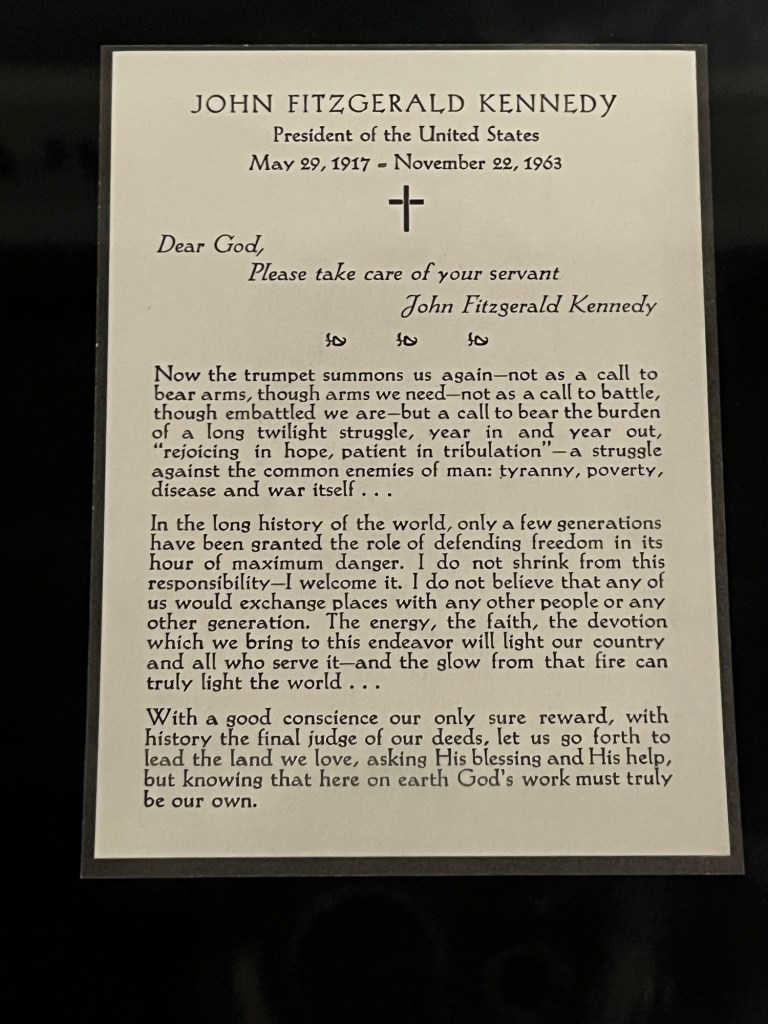 JOHN FITZGERALD KENNEDY
President of the United States
May 29, 1917 - November 22, 1963
Dear God,
Please take care of your servant
John Fitzgerald Kennedy
Now the trumpet summons us again—not as a call to
bear arms, though arms we need—not as a call to battle,
though embattled we are—but a call to bear the burden
of a long twilight struggle, year in and year out,
“rejoicing in hope, patient in tribulation”—a struggle
against the common enemies of man: tyranny, poverty,
disease and war itself . . .
In the long history of the world, only a few generations
have been granted the role of defending freedom in its
hour of maximum danger. I do not shrink from this
responsibility—I welcome it. I do not believe that any of
us would exchange places with any other people or any
other generation. The energy, the faith, the devotion
which we bring to this endeavor will light our country
and all who serve it—and the glow from that fire can
truly light the world . . .
With a good conscience our only sure reward, with
history the final judge of our deeds, let us go forth to
lead the land we love, asking His blessing and His help,
but knowing that here on earth God's work must truly
be our own.